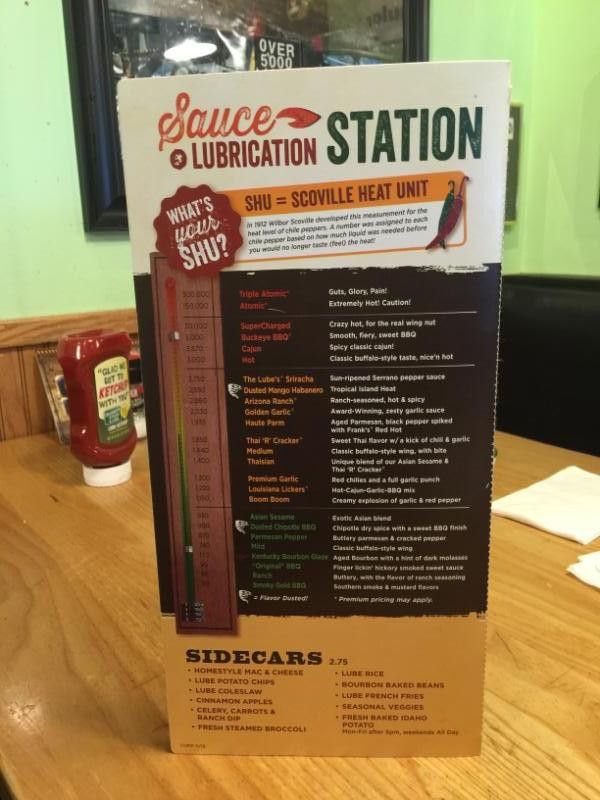 OVER
5000
Sauce
& LUBRICATION STATION
WHAT'S
your
SHU?
SHU = SCOVILLE HEAT UNIT
In 1912 Wilbur Scoville developed this measurement for the
heat level of chile peppers. A number was assigned to each
chile pepper based on how much liquid was needed before
you would no longer taste (feel) the heat!
Triple Atomic* Guts, Glory, Pain!
150,000 Atomic* Extremely Hot! Caution!
SuperCharged Crazy hot, for the real wing nut
Buckeye BBQ* Smooth, fiery, sweet BBQ
Cajun Spicy classic cajun!
Hot Classic buffalo-style taste, nice'n hot
The Lube's* Sriracha Sun-ripened Serrano pepper sauce
Dusted Mango Habanero Tropical Island Heat
Arizona Ranch* Ranch-seasoned, hot & spicy
Golden Garlic* Award-Winning, zesty garlic sauce
Haute Parm Aged Parmesan, black pepper spiked
with Frank's* Red Hot
Thai 'R' Cracker* Sweet Thai flavor w/ a kick of chili & garlic
Medium Classic buffalo-style wing, with bite
1,400 Thaisian Unique blend of our Asian Sesame &
Thai 'R' Cracker*
Premium Garlic Red chilies and a full garlic punch
Louisiana Lickers* Hot-Cajun-Garlic-BBQ mix
Boom Boom Creamy explosion of garlic & red pepper
Asian Sesame Exotic Asian blend
Dusted Chipotle BBQ Chipotle dry spice with a sweet BBQ finish
Parmesan Pepper Buttery parmesan & cracked pepper
Mild Classic buffalo-style wing
Kentucky Bourbon Glaze Aged Bourbon with a hint of dark molasses
"Original" BBQ Finger lickin' hickory smoked sweet sauce
Ranch Buttery, with the flavor of ranch seasoning
Smoky Gold BBQ Southern smoke & mustard flavors
= Flavor Dusted! * Premium pricing may apply.
SIDECARS 2.75
• HOMESTYLE MAC & CHEESE
• LUBE POTATO CHIPS
• LUBE COLESLAW
• CINNAMON APPLES
• CELERY, CARROTS &
RANCH DIP
• FRESH STEAMED BROCCOLI
• LUBE RICE
• BOURBON BAKED BEANS
• LUBE FRENCH FRIES
• SEASONAL VEGGIES
• FRESH BAKED IDAHO
POTATO
Mon-Fri after 5pm, weekends All Day
"GLAD WE
GOT TO
KETCHUP
WITH YOU"